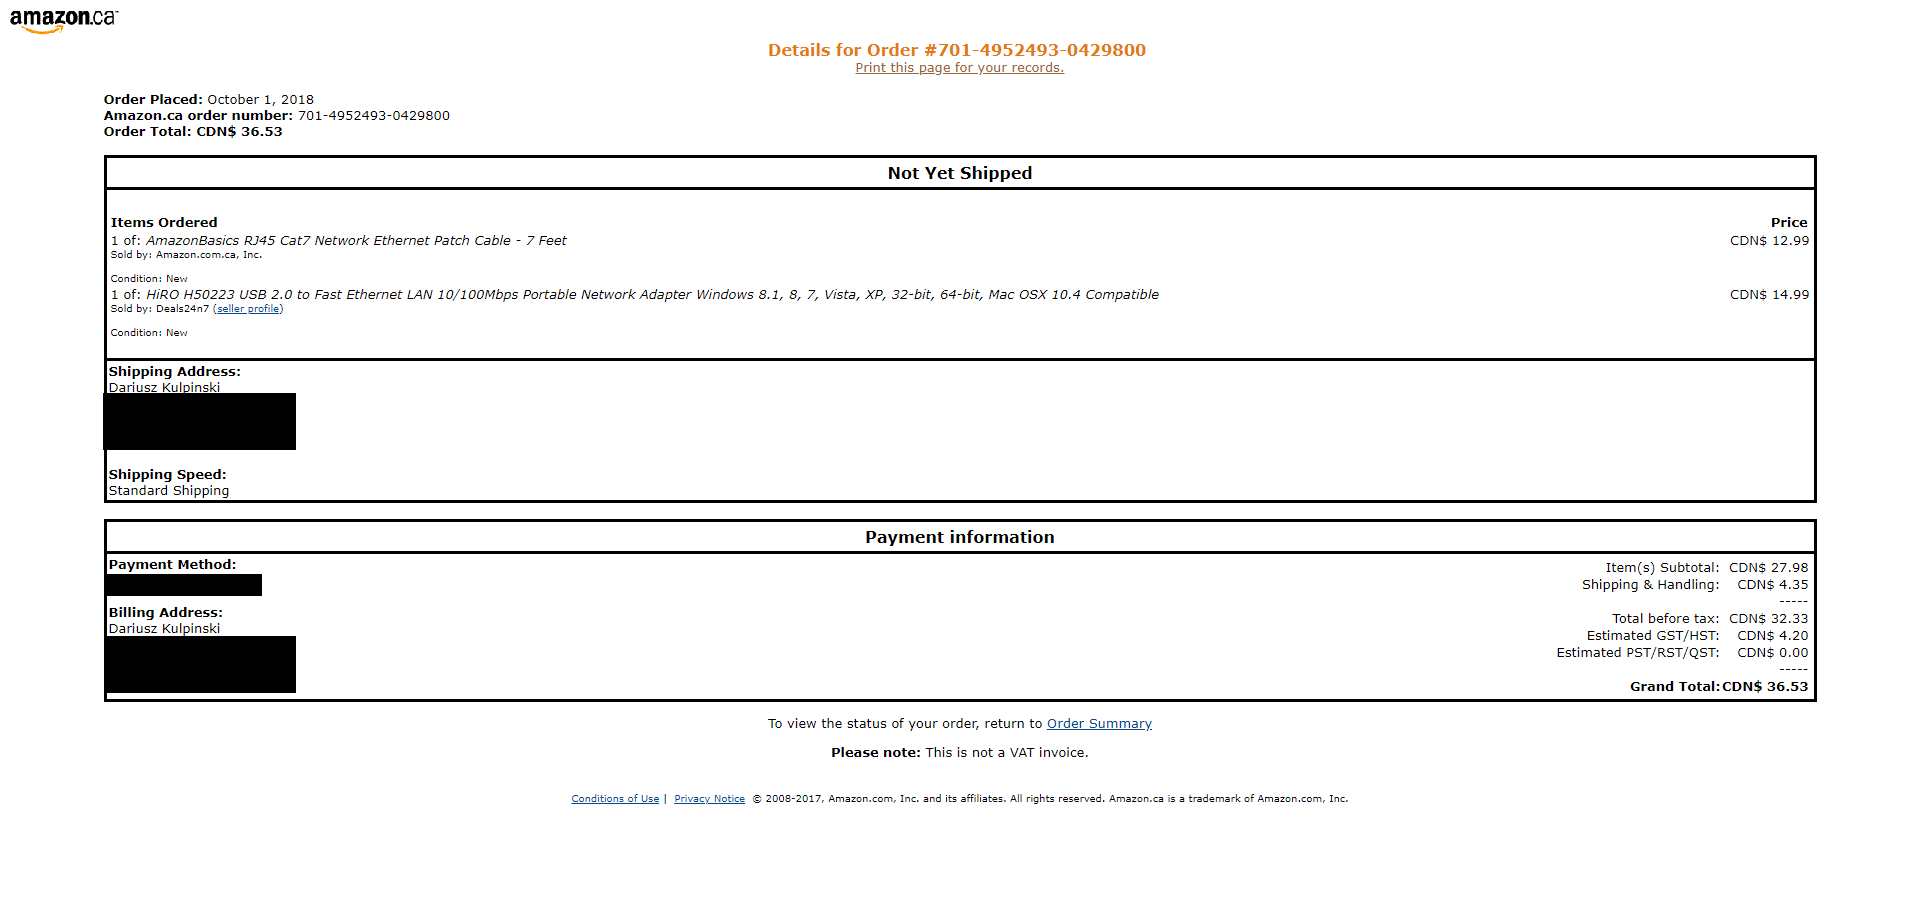 amazon.ca™
Details for Order #701-4952493-0429800
Print this page for your records.
Order Placed: October 1, 2018
Amazon.ca order number: 701-4952493-0429800
Order Total: CDN$ 36.53
Not Yet Shipped
Items Ordered Price
1 of: AmazonBasics RJ45 Cat7 Network Ethernet Patch Cable - 7 Feet CDN$ 12.99
Sold by: Amazon.com.ca, Inc.
Condition: New
1 of: HiRO H50223 USB 2.0 to Fast Ethernet LAN 10/100Mbps Portable Network Adapter Windows 8.1, 8, 7, Vista, XP, 32-bit, 64-bit, Mac OSX 10.4 Compatible CDN$ 14.99
Sold by: Deals24n7 (seller profile)
Condition: New
Shipping Address:
Dariusz Kulpinski
Shipping Speed:
Standard Shipping
Payment information
Payment Method:
Billing Address:
Dariusz Kulpinski
Item(s) Subtotal: CDN$ 27.98
Shipping & Handling: CDN$ 4.35
-----
Total before tax: CDN$ 32.33
Estimated GST/HST: CDN$ 4.20
Estimated PST/RST/QST: CDN$ 0.00
-----
Grand Total: CDN$ 36.53
To view the status of your order, return to Order Summary
Please note: This is not a VAT invoice.
Conditions of Use | Privacy Notice © 2008-2017, Amazon.com, Inc. and its affiliates. All rights reserved. Amazon.ca is a trademark of Amazon.com, Inc.